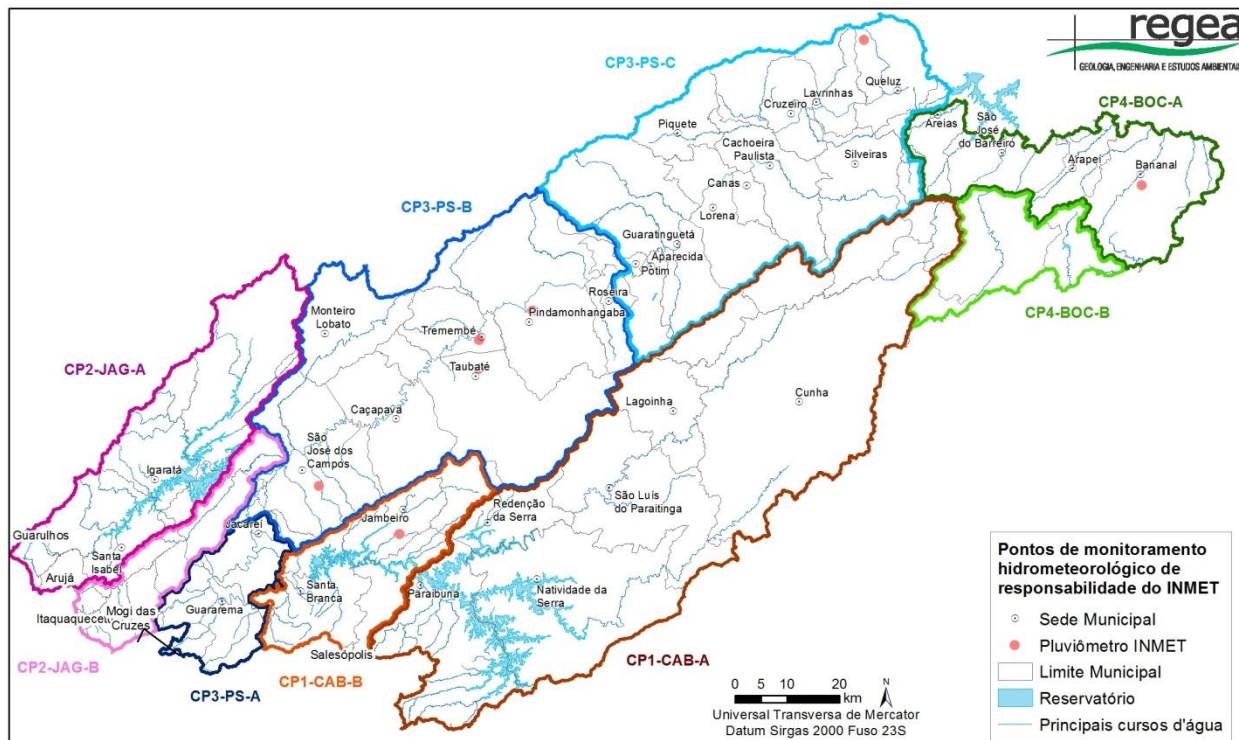 regea
GEOLOGIA, ENGENHARIA E ESTUDOS AMBIENTAIS
CP3-PS-C
Queluz
Lavrinhas
Cruzeiro
CP4-BOC-A
Piquete
Areias
São
José
do Barreiro
Cachoeira
Paulista
Silveiras
Arapeí
Bananal
Canas
Lorena
CP3-PS-B
Guaratinguetá
Aparecida
Potim
Roseira
Monteiro
Lobato
Pindamonhangaba
Tremembé
CP4-BOC-B
CP2-JAG-A
Taubaté
Caçapava
Lagoinha
Cunha
São
José dos
Campos
Igaratá
São Luís
do Paraitinga
Redenção
da Serra
Jambeiro
Jacareí
Guarulhos
Santa
Isabel
Arujá
Santa
Branca
Paraibuna
Natividade
da Serra
Guararema
Mogi das
Cruzes
Salesópolis
CP2-JAG-B
CP3-PS-A
CP1-CAB-B
CP1-CAB-A
0 5 10 20
km
N
Universal Transversa de Mercator
Datum Sirgas 2000 Fuso 23S
Pontos de monitoramento
hidrometeorológico de
responsabilidade do INMET
Sede Municipal
Pluviômetro INMET
Limite Municipal
Reservatório
Principais cursos d'água